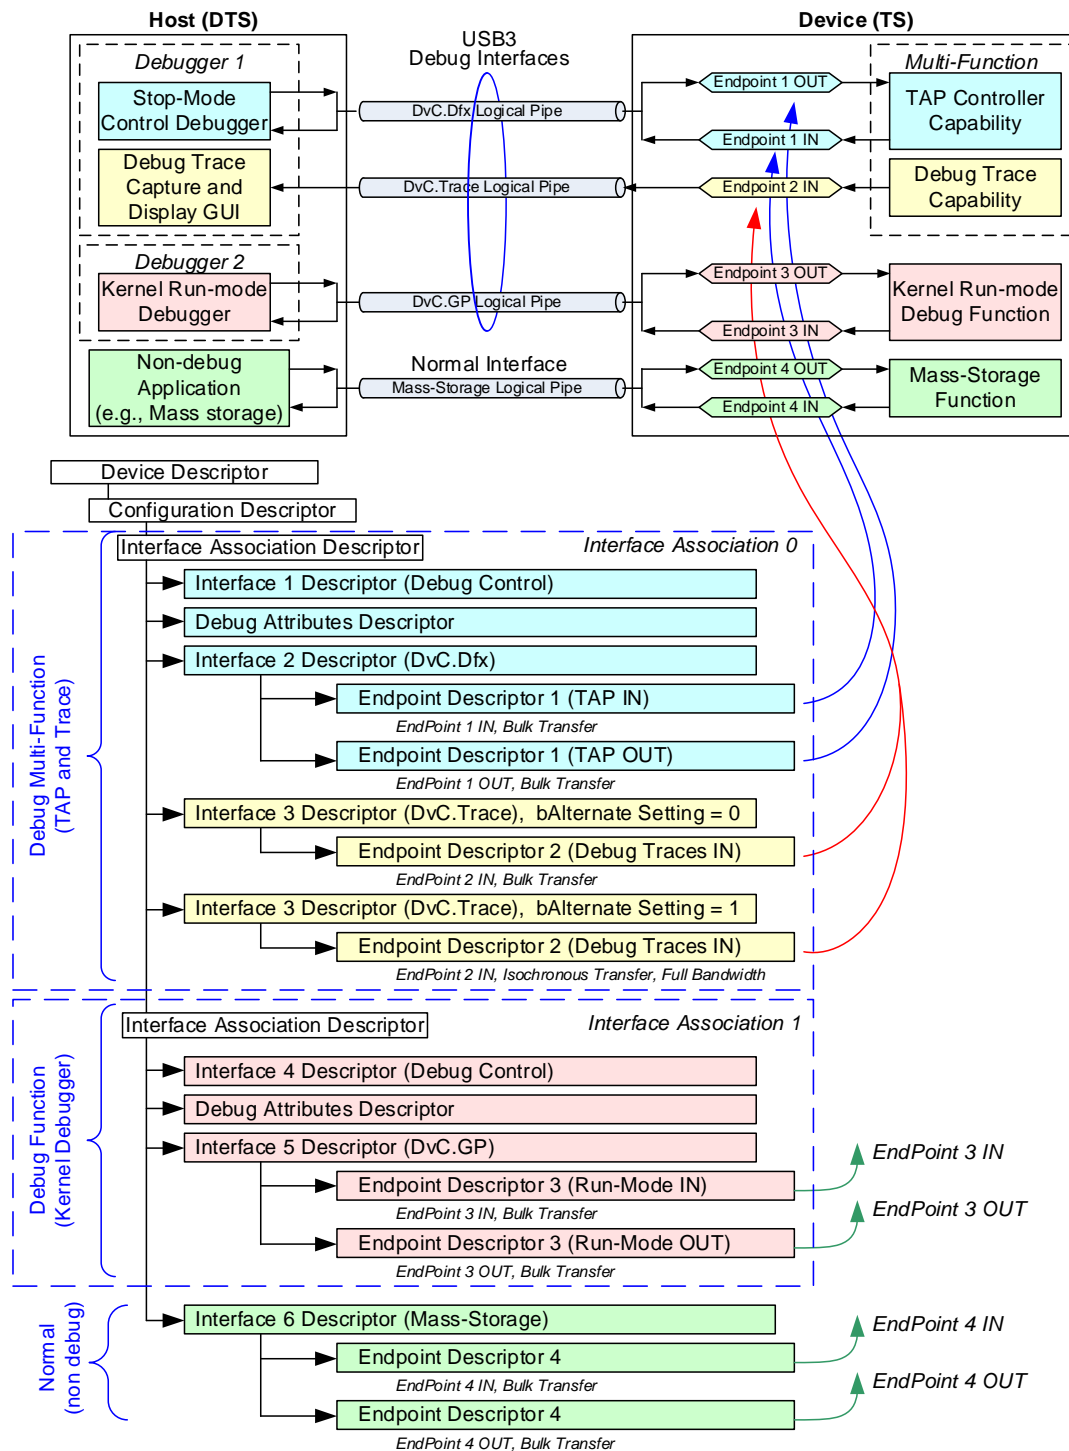 Host (DTS)
Device (TS)
USB3
Debug Interfaces
Debugger 1
Stop-Mode
Control Debugger
Debug Trace
Capture and
Display GUI
Debugger 2
Kernel Run-mode
Debugger
Non-debug
Application
(e.g., Mass storage)
DvC.Dfx Logical Pipe
DvC.Trace Logical Pipe
DvC.GP Logical Pipe
Normal Interface
Mass-Storage Logical Pipe
Endpoint 1 OUT
Endpoint 1 IN
Endpoint 2 IN
Endpoint 3 OUT
Endpoint 3 IN
Endpoint 4 OUT
Endpoint 4 IN
Multi-Function
TAP Controller
Capability
Debug Trace
Capability
Kernel Run-mode
Debug Function
Mass-Storage
Function
Device Descriptor
Configuration Descriptor
Debug Multi-Function
(TAP and Trace)
Interface Association Descriptor
Interface Association 0
Interface 1 Descriptor (Debug Control)
Debug Attributes Descriptor
Interface 2 Descriptor (DvC.Dfx)
Endpoint Descriptor 1 (TAP IN)
EndPoint 1 IN, Bulk Transfer
Endpoint Descriptor 1 (TAP OUT)
EndPoint 1 OUT, Bulk Transfer
Interface 3 Descriptor (DvC.Trace), bAlternate Setting = 0
Endpoint Descriptor 2 (Debug Traces IN)
EndPoint 2 IN, Bulk Transfer
Interface 3 Descriptor (DvC.Trace), bAlternate Setting = 1
Endpoint Descriptor 2 (Debug Traces IN)
EndPoint 2 IN, Isochronous Transfer, Full Bandwidth
Debug Function
(Kernel Debugger)
Interface Association Descriptor
Interface Association 1
Interface 4 Descriptor (Debug Control)
Debug Attributes Descriptor
Interface 5 Descriptor (DvC.GP)
Endpoint Descriptor 3 (Run-Mode IN)
EndPoint 3 IN, Bulk Transfer
Endpoint Descriptor 3 (Run-Mode OUT)
EndPoint 3 OUT, Bulk Transfer
EndPoint 3 IN
EndPoint 3 OUT
Normal
(non debug)
Interface 6 Descriptor (Mass-Storage)
Endpoint Descriptor 4
EndPoint 4 IN, Bulk Transfer
Endpoint Descriptor 4
EndPoint 4 OUT, Bulk Transfer
EndPoint 4 IN
EndPoint 4 OUT